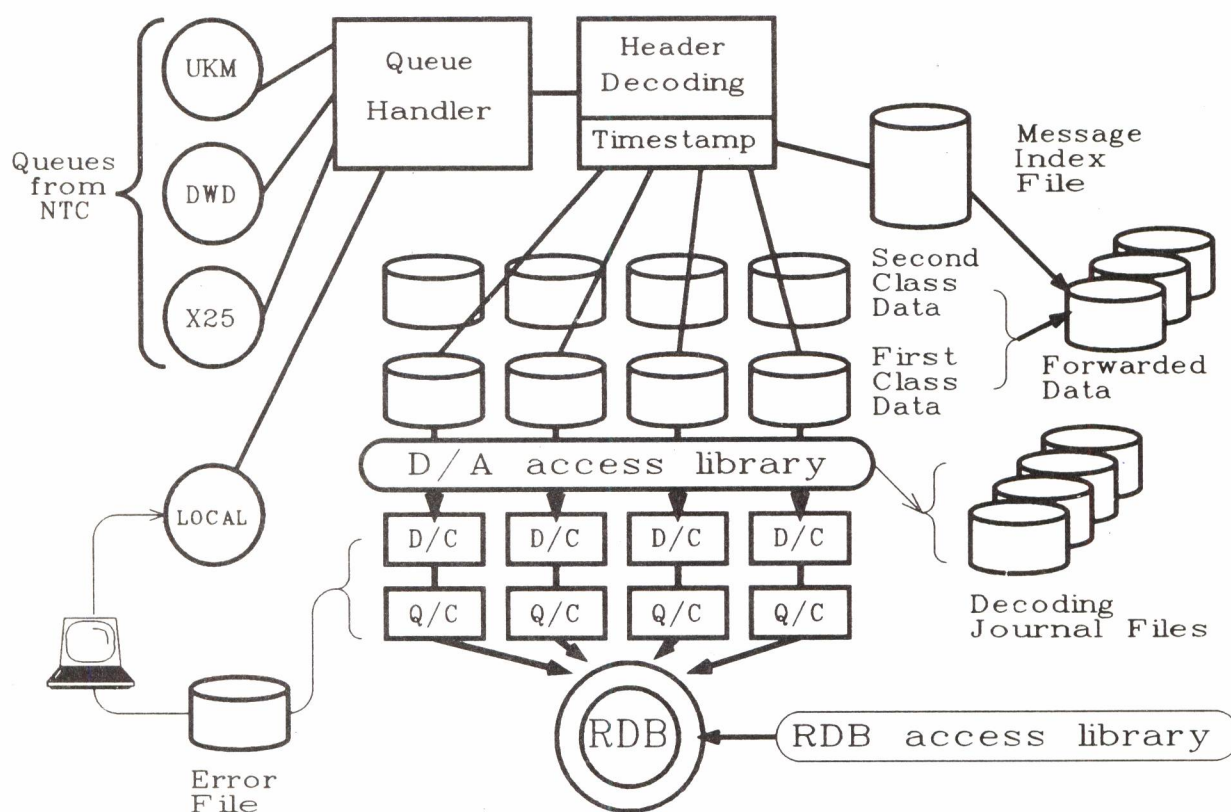 UKM
DWD
X25
LOCAL
Queues
from
NTC
Queue
Handler
Header
Decoding
Timestamp
Message
Index
File
Second
Class
Data
First
Class
Data
Forwarded
Data
D/A access library
D/C D/C D/C D/C
Q/C Q/C Q/C Q/C
Decoding
Journal Files
RDB
RDB access library
Error
File